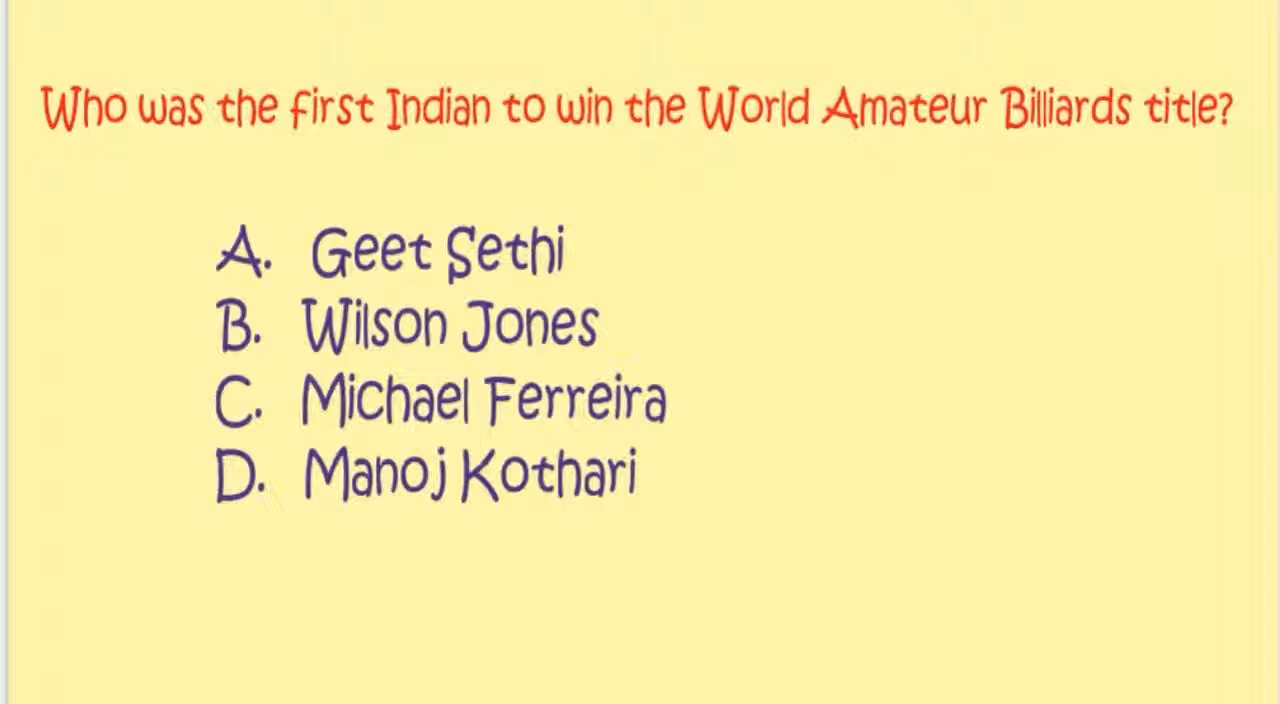 Who was the first Indian to win the World Amateur Billiards title?
A. Geet Sethi
B. Wilson Jones
C. Michael Ferreira
D. Manoj Kothari